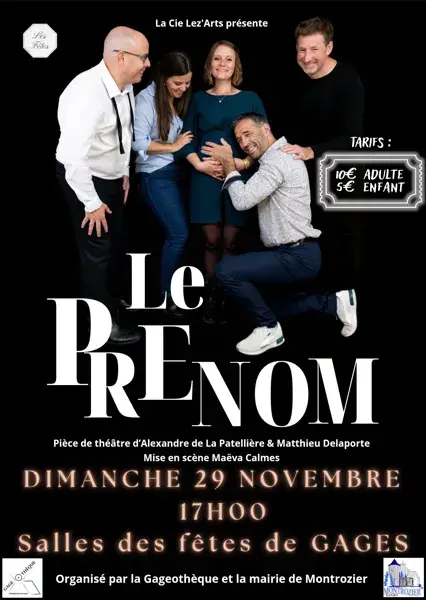 La Cie Lez'Arts présente
Les
Fêtes
TARIFS :
10€ ADULTE
5€ ENFANT
Le
PRENOM
Pièce de théâtre d'Alexandre de La Patellière & Matthieu Delaporte
Mise en scène Maëva Calmes
DIMANCHE 29 NOVEMBRE
17H00
Salles des fêtes de GAGES
Organisé par la Gageothèque et la mairie de Montrozier
MONTROZIER